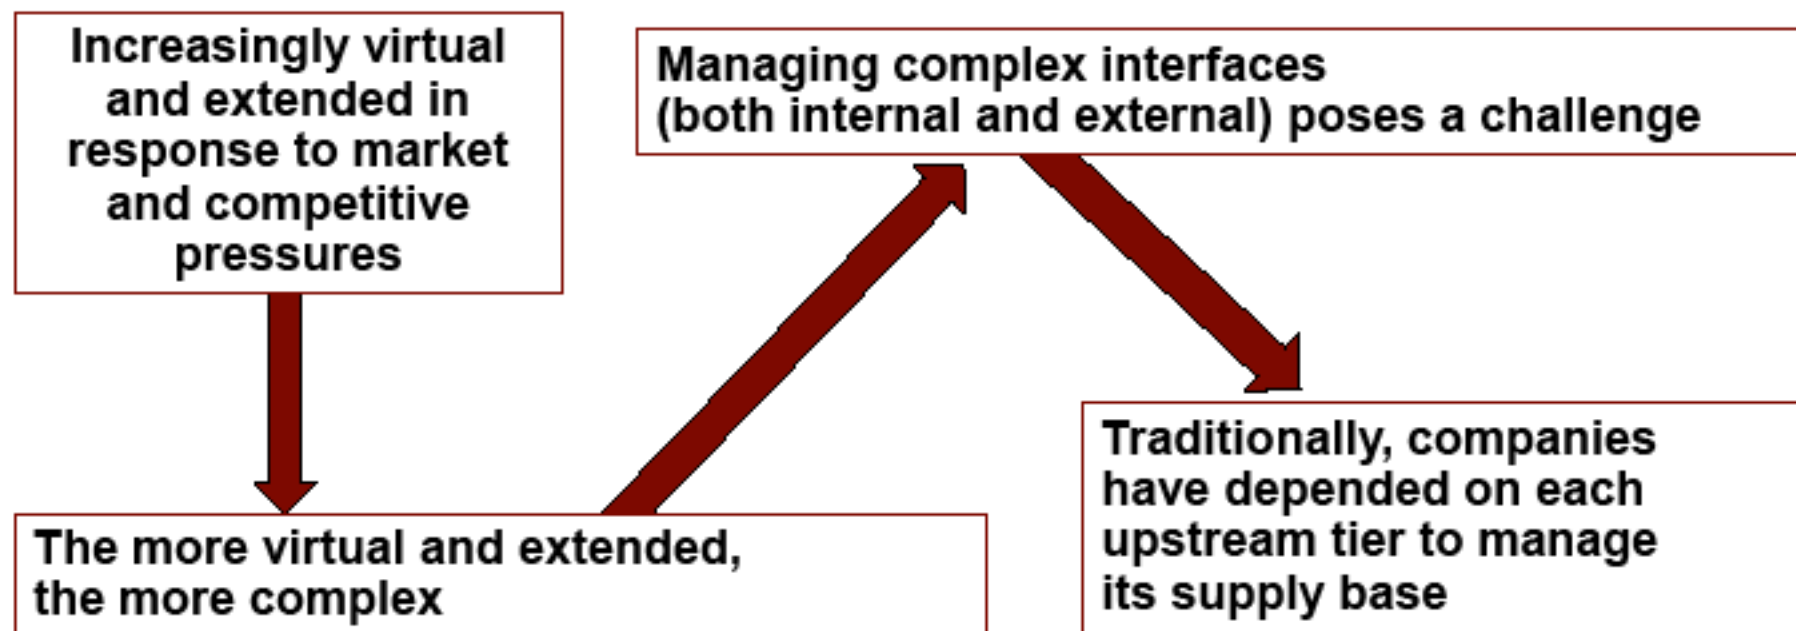 Increasingly virtual
and extended in
response to market
and competitive
pressures
The more virtual and extended,
the more complex
Managing complex interfaces
(both internal and external) poses a challenge
Traditionally, companies
have depended on each
upstream tier to manage
its supply base